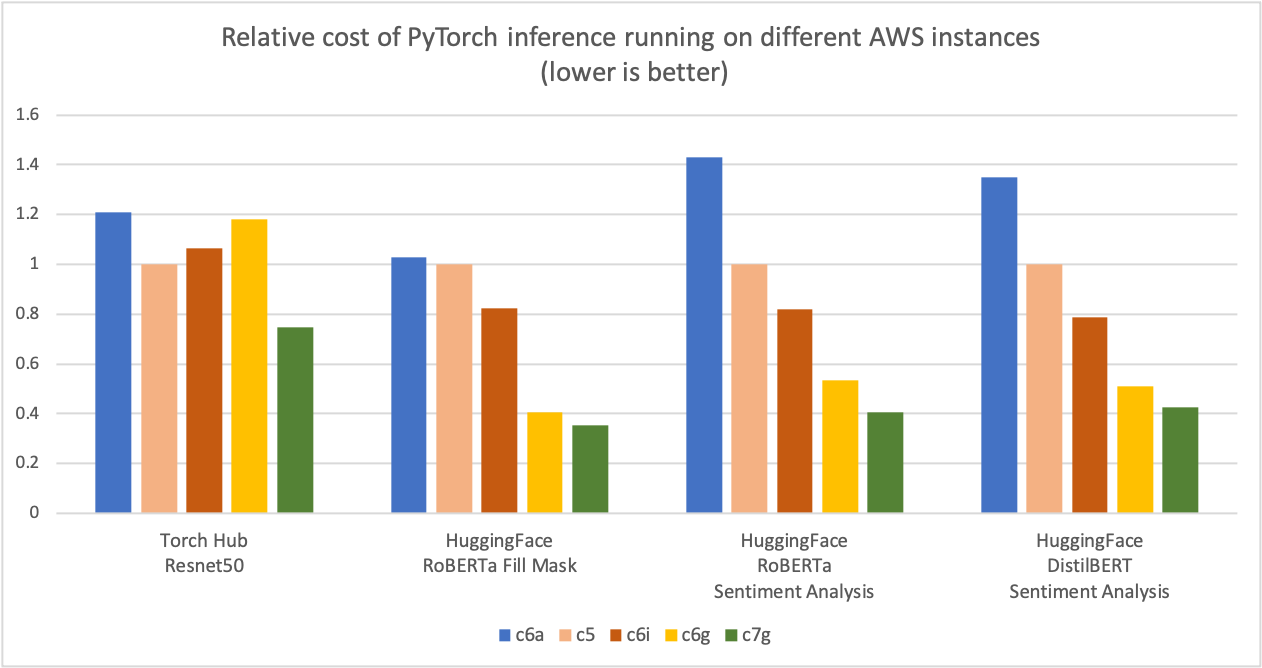 Relative cost of PyTorch inference running on different AWS instances
(lower is better)
1.6
1.4
1.2
1
0.8
0.6
0.4
0.2
0
Torch Hub
Resnet50
HuggingFace
RoBERTa Fill Mask
HuggingFace
RoBERTa
Sentiment Analysis
HuggingFace
DistilBERT
Sentiment Analysis
c6a c5 c6i c6g c7g